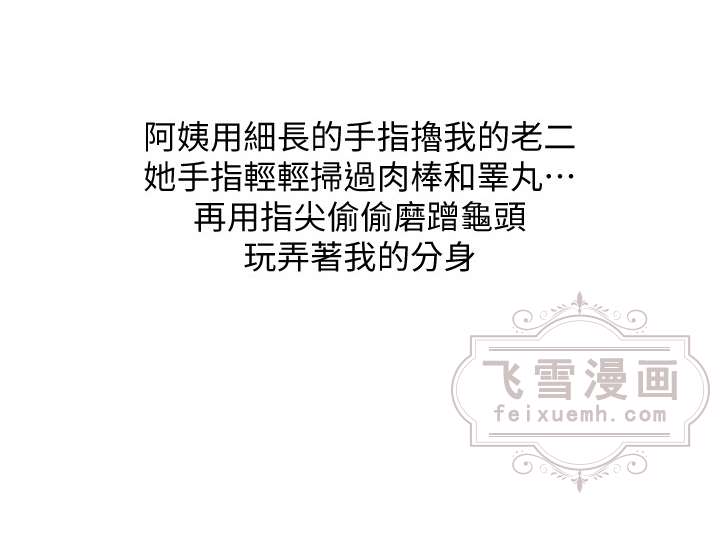 阿姨用細長的手指擼我的老二
她手指輕輕掃過肉棒和睪丸…
再用指尖偷偷磨蹭龜頭
玩弄著我的分身
飞雪漫画
feixuemh.com